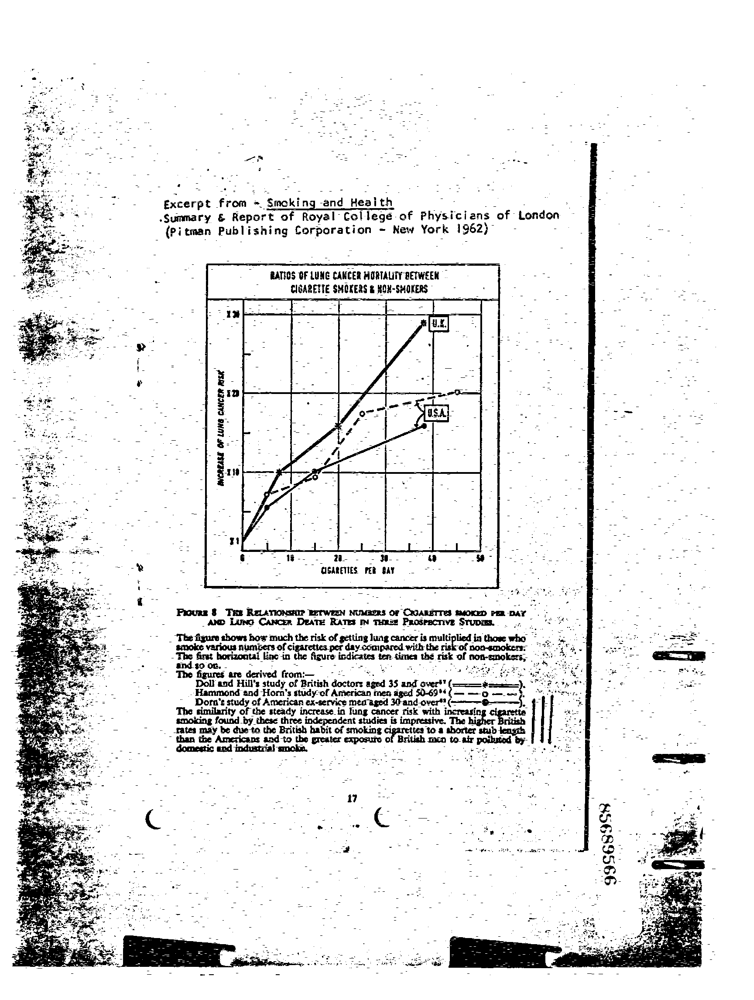 Excerpt from - Smoking and Health
Summary & Report of Royal College of Physicians of London
(Pitman Publishing Corporation - New York 1962)
RATIOS OF LUNG CANCER MORTALITY BETWEEN
CIGARETTE SMOKERS & NON-SMOKERS
X 30
U.K.
X 20
U.S.A.
INCREASE OF LUNG CANCER RISK
X 10
X 1
0 10 20 30 40 50
CIGARETTES PER DAY
FIGURE 8 THE RELATIONSHIP BETWEEN NUMBERS OF CIGARETTES SMOKED PER DAY
AND LUNG CANCER DEATH RATES IN THREE PROSPECTIVE STUDIES.
The figure shows how much the risk of getting lung cancer is multiplied in those who
smoke various numbers of cigarettes per day compared with the risk of non-smokers.
The first horizontal line in the figure indicates ten times the risk of non-smokers,
and so on.
The figures are derived from:—
Doll and Hill's study of British doctors aged 35 and over
Hammond and Horn's study of American men aged 50-69
Dorn's study of American ex-service men aged 30 and over
The similarity of the steady increase in lung cancer risk with increasing cigarette
smoking found by these three independent studies is impressive. The higher British
rates may be due to the British habit of smoking cigarettes to a shorter stub length
than the Americans and to the greater exposure of British men to air polluted by
domestic and industrial smoke.
17
85689566